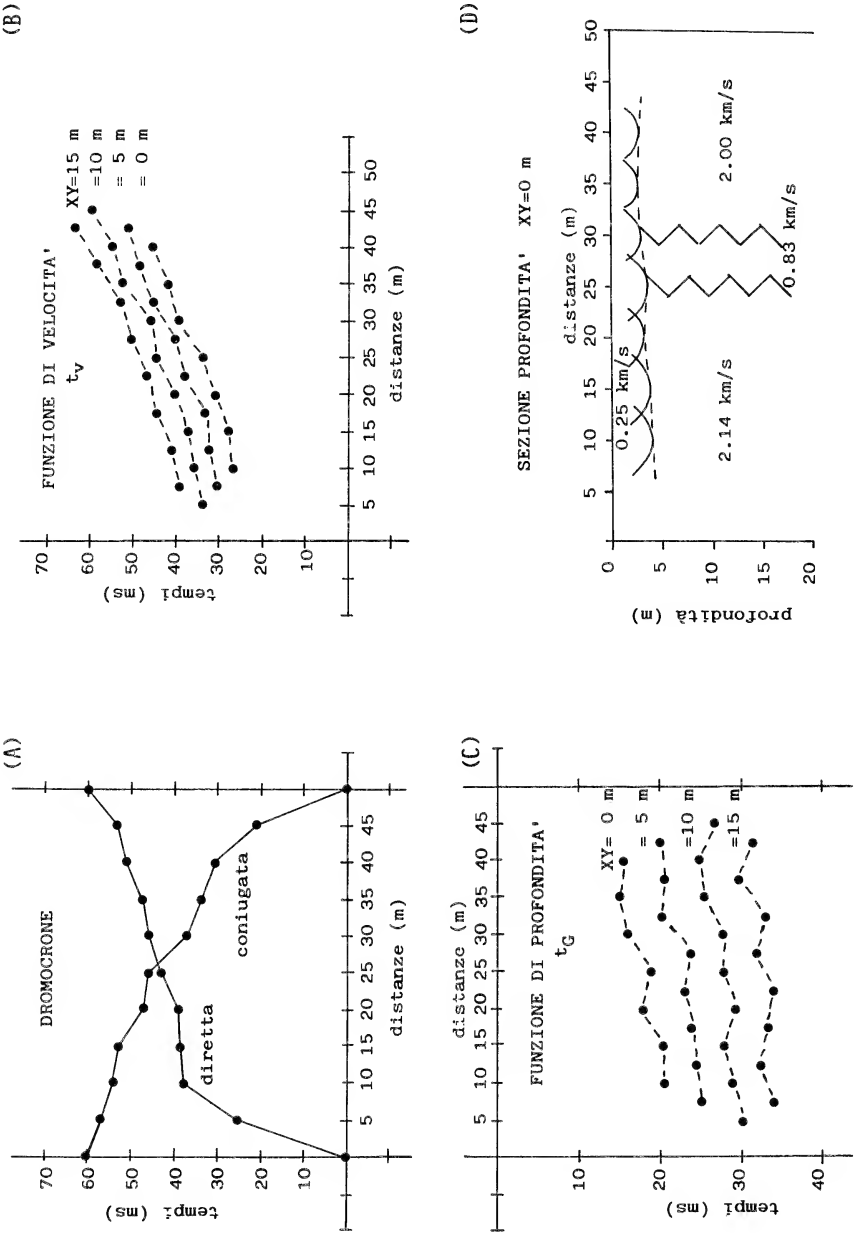 (A)
DROMOCRONE
tempi (ms)
70
60
50
40
30
20
10
diretta
coniugata
5 10 15 20 25 30 35 40 45
distanze (m)
(B)
FUNZIONE DI VELOCITA'
t_v
XY=15 m
=10 m
= 5 m
= 0 m
tempi (ms)
70
60
50
40
30
20
10
5 10 15 20 25 30 35 40 45 50
distanze (m)
(C)
distanze (m)
5 10 15 20 25 30 35 40 45
FUNZIONE DI PROFONDITA'
t_G
XY= 0 m
= 5 m
=10 m
=15 m
tempi (ms)
20
30
40
(D)
SEZIONE PROFONDITA' XY=0 m
distanze (m)
5 10 15 20 25 30 35 40 45 50
profondità (m)
0
5
10
15
20
0.25 km/s
2.14 km/s
0.83 km/s
2.00 km/s